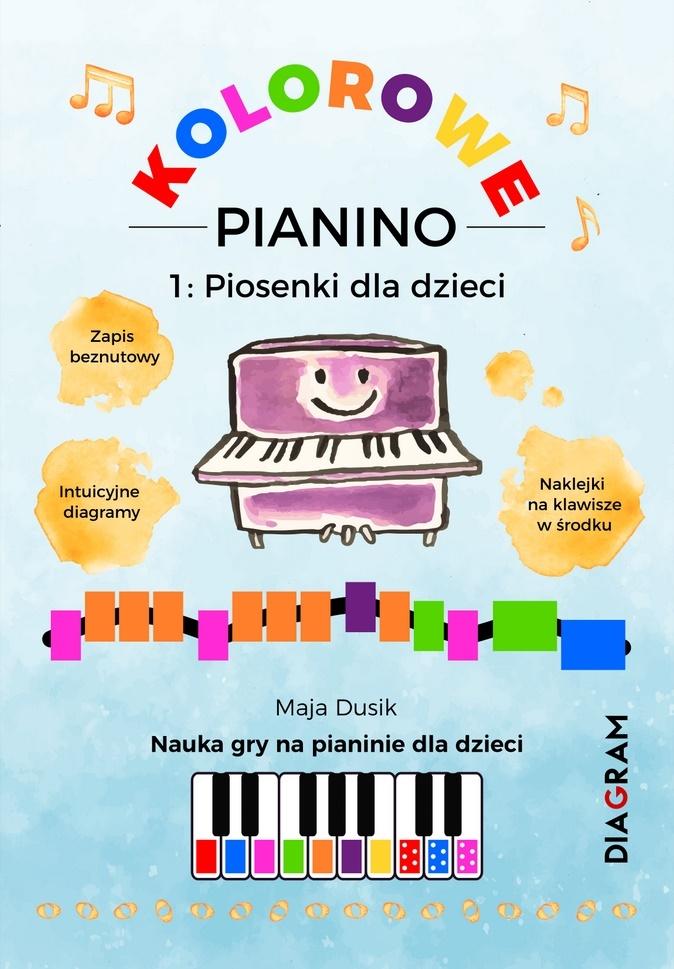 KOLOROWE
PIANINO
1: Piosenki dla dzieci
Zapis
beznutowy
Intuicyjne
diagramy
Naklejki
na klawisze
w środku
Maja Dusik
Nauka gry na pianinie dla dzieci
DIAGRAM